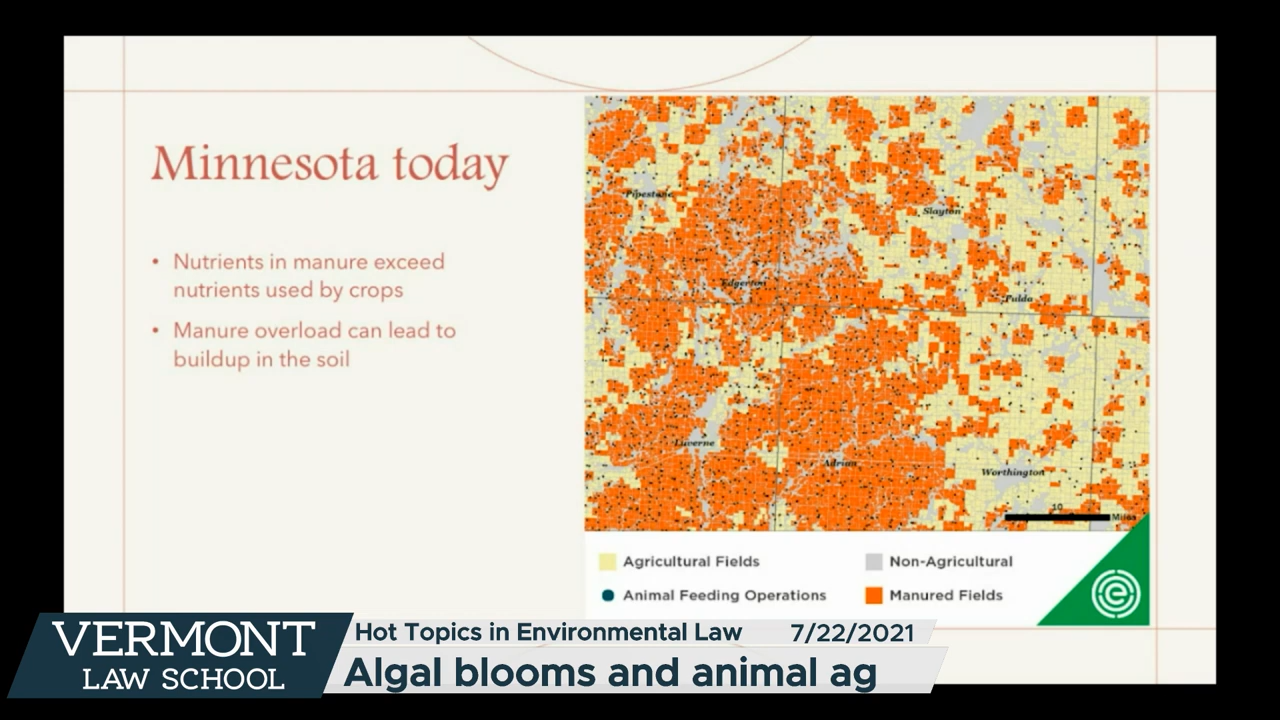 Minnesota today
• Nutrients in manure exceed
nutrients used by crops
• Manure overload can lead to
buildup in the soil
Pipestone
Slayton
Edgerton
Fulda
Luverne
Adrian
Worthington
10
Miles
Agricultural Fields
Non-Agricultural
Animal Feeding Operations
Manured Fields
VERMONT
LAW SCHOOL
Hot Topics in Environmental Law 7/22/2021
Algal blooms and animal ag